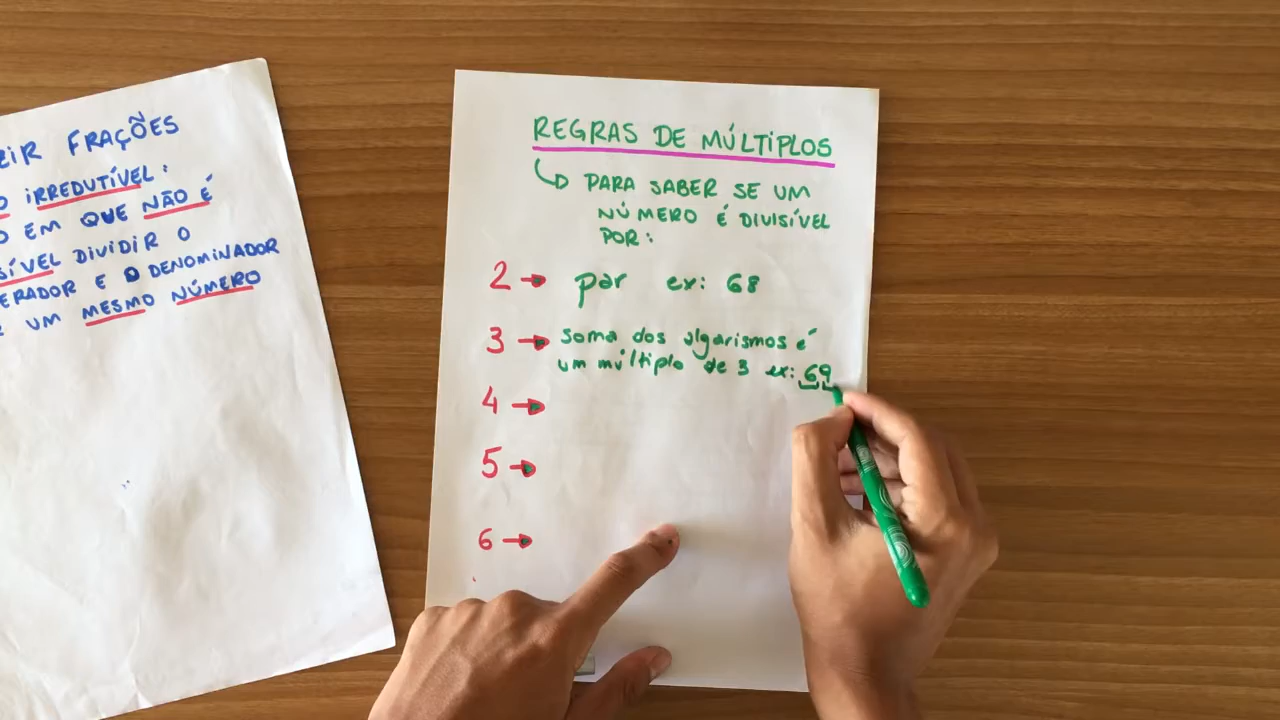 ZIR FRAÇÕES
IRREDUTÍVEL:
O EM QUE NÃO É
SÍVEL DIVIDIR O
ERADOR E O DENOMINADOR
UM MESMO NÚMERO
REGRAS DE MÚLTIPLOS
PARA SABER SE UM
NÚMERO É DIVISÍVEL
POR:
2 → par ex: 68
3 → soma dos algarismos é
um múltiplo de 3 ex: 69
4 →
5 →
6 →